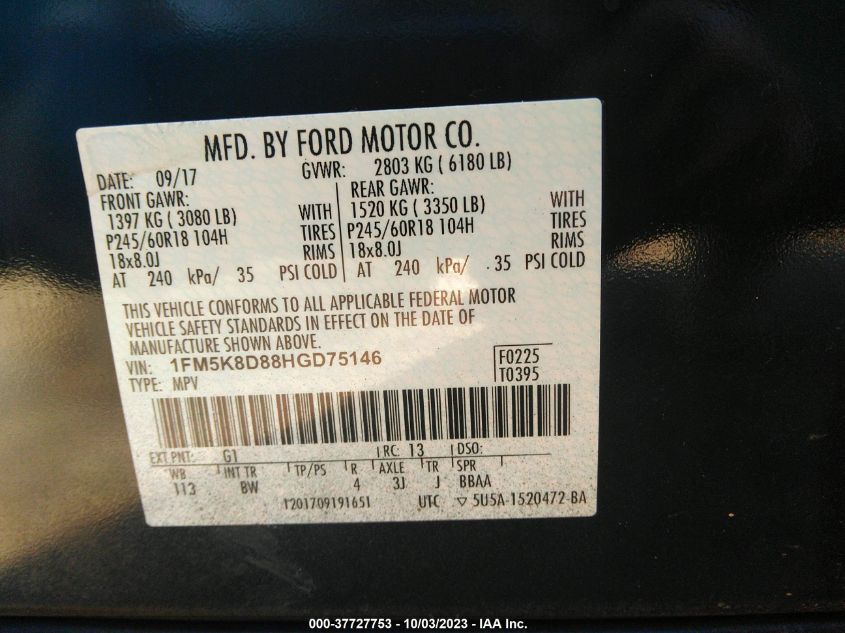 MFD. BY FORD MOTOR CO.
DATE: 09/17 GVWR: 2803 KG ( 6180 LB)
FRONT GAWR: REAR GAWR:
1397 KG ( 3080 LB) WITH 1520 KG ( 3350 LB) WITH
P245/60R18 104H TIRES P245/60R18 104H TIRES
18x8.0J RIMS 18x8.0J RIMS
AT 240 kPa/ 35 PSI COLD AT 240 kPa/ 35 PSI COLD
THIS VEHICLE CONFORMS TO ALL APPLICABLE FEDERAL MOTOR
VEHICLE SAFETY STANDARDS IN EFFECT ON THE DATE OF
MANUFACTURE SHOWN ABOVE.
VIN: 1FM5K8D88HGD75146 F0225
TYPE: MPV T0395
EXT PNT: G1 RC: 13 DSO:
WB INT TR TP/PS R AXLE TR SPR
113 BW 4 3J J BBAA
T201709191651 UTC ▽ 5U5A-1520472-BA
000-37727753 - 10/03/2023 - IAA Inc.